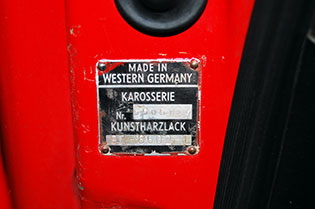 MADE IN
WESTERN GERMANY
KAROSSERIE
Nr.
KUNSTHARZLACK